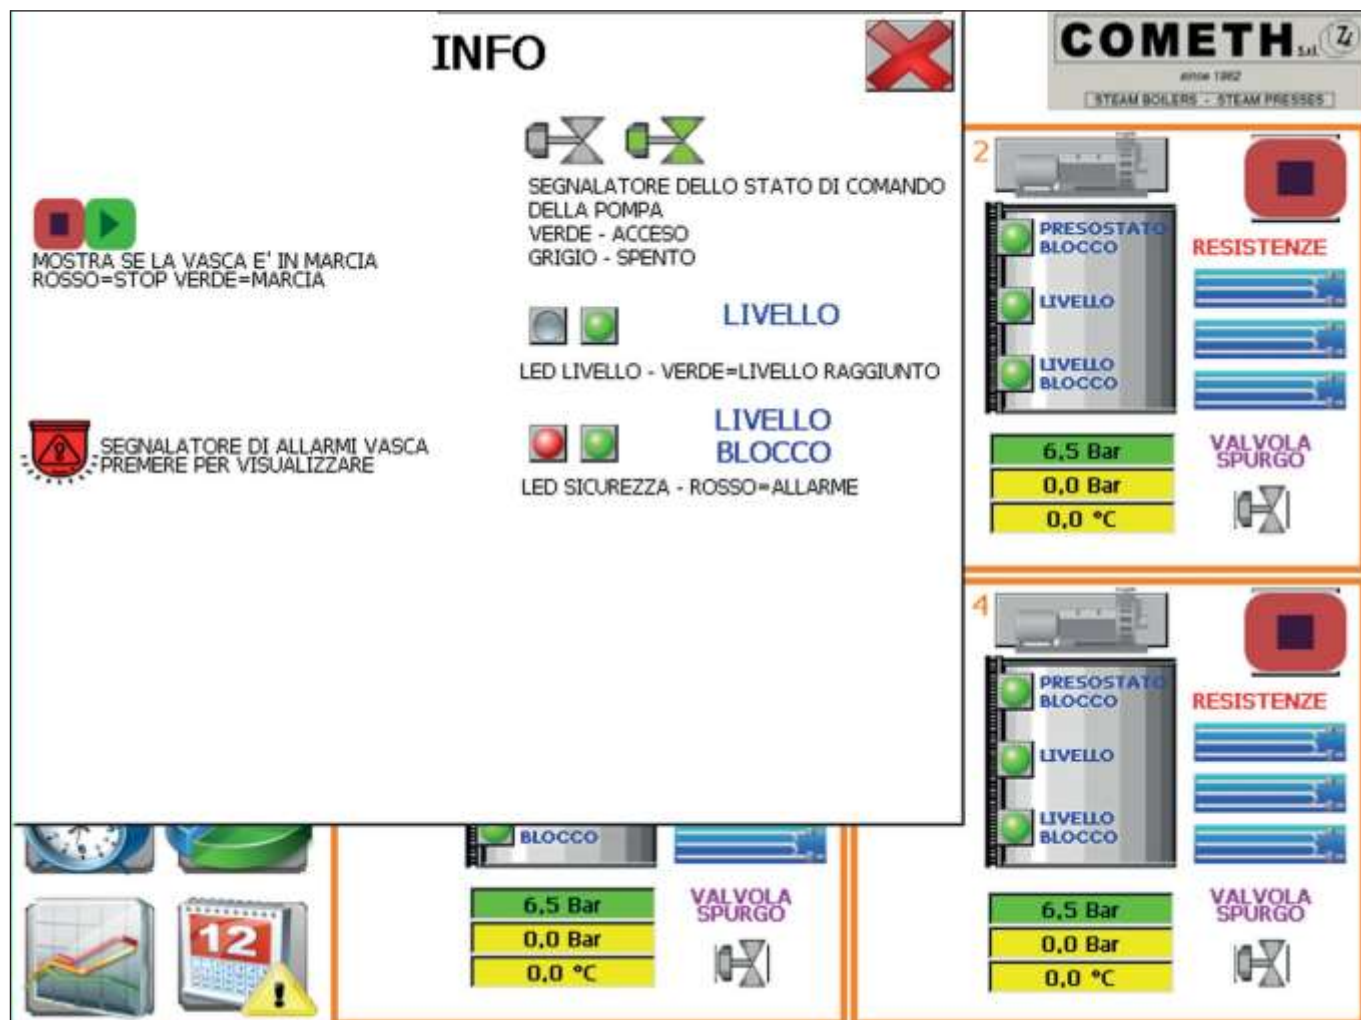 INFO
MOSTRA SE LA VASCA E' IN MARCIA
ROSSO=STOP VERDE=MARCIA
SEGNALATORE DI ALLARMI VASCA
PREMERE PER VISUALIZZARE
SEGNALATORE DELLO STATO DI COMANDO
DELLA POMPA
VERDE - ACCESO
GRIGIO - SPENTO
LIVELLO
LED LIVELLO - VERDE=LIVELLO RAGGIUNTO
LIVELLO
BLOCCO
LED SICUREZZA - ROSSO=ALLARME
COMETH S.r.l.
since 1962
STEAM BOILERS - STEAM PRESSES
2
PRESOSTATO
BLOCCO
LIVELLO
LIVELLO
BLOCCO
RESISTENZE
6,5 Bar
0,0 Bar
0,0 °C
VALVOLA
SPURGO
4
PRESOSTATO
BLOCCO
LIVELLO
LIVELLO
BLOCCO
RESISTENZE
6,5 Bar
0,0 Bar
0,0 °C
VALVOLA
SPURGO
BLOCCO
6,5 Bar
0,0 Bar
0,0 °C
VALVOLA
SPURGO
12